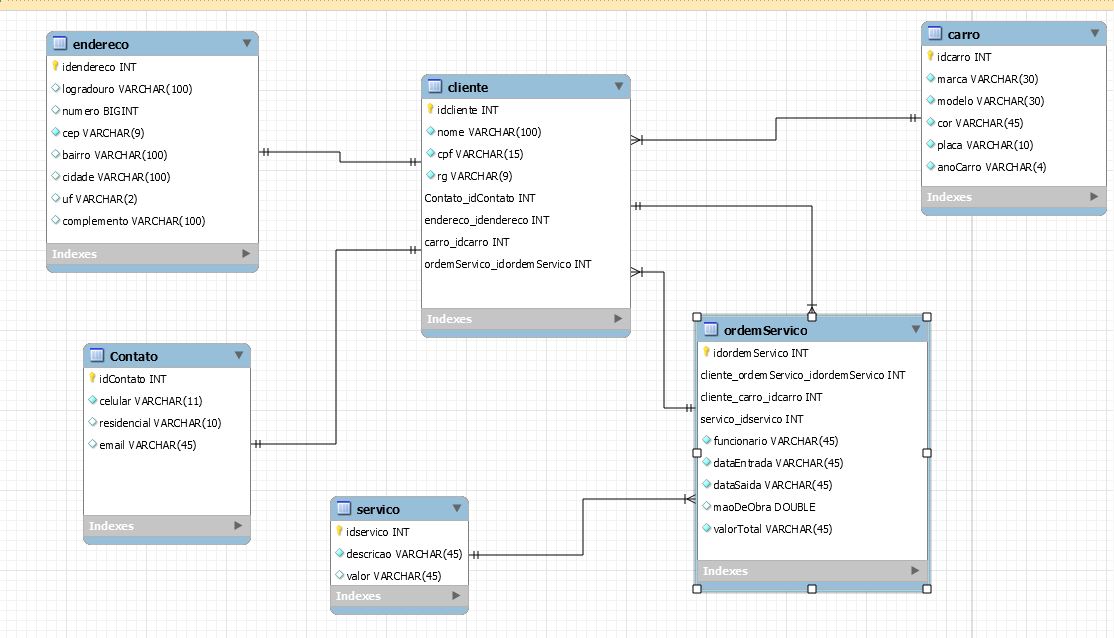 endereco
idendereco INT
logradouro VARCHAR(100)
numero BIGINT
cep VARCHAR(9)
bairro VARCHAR(100)
cidade VARCHAR(100)
uf VARCHAR(2)
complemento VARCHAR(100)
Indexes
cliente
idcliente INT
nome VARCHAR(100)
cpf VARCHAR(15)
rg VARCHAR(9)
Contato_idContato INT
endereco_idendereco INT
carro_idcarro INT
ordemServico_idordemServico INT
Indexes
carro
idcarro INT
marca VARCHAR(30)
modelo VARCHAR(30)
cor VARCHAR(45)
placa VARCHAR(10)
anoCarro VARCHAR(4)
Indexes
Contato
idContato INT
celular VARCHAR(11)
residencial VARCHAR(10)
email VARCHAR(45)
Indexes
servico
idservico INT
descricao VARCHAR(45)
valor VARCHAR(45)
Indexes
ordemServico
idordemServico INT
cliente_ordemServico_idordemServico INT
cliente_carro_idcarro INT
servico_idservico INT
funcionario VARCHAR(45)
dataEntrada VARCHAR(45)
dataSaida VARCHAR(45)
maoDeObra DOUBLE
valorTotal VARCHAR(45)
Indexes